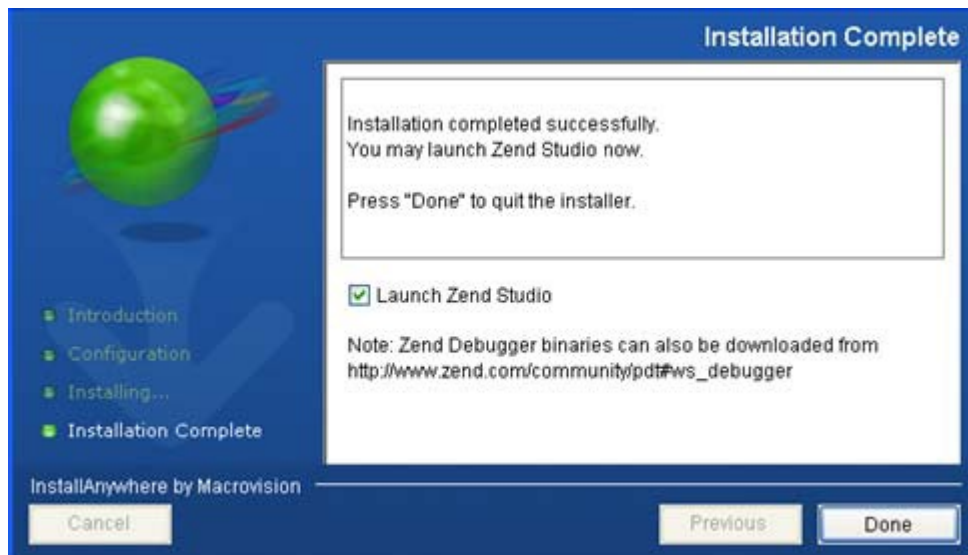 Installation Complete
Installation completed successfully.
You may launch Zend Studio now.
Press "Done" to quit the installer.
Launch Zend Studio
Note: Zend Debugger binaries can also be downloaded from
http://www.zend.com/community/pdt#ws_debugger
Introduction
Configuration
Installing...
Installation Complete
InstallAnywhere by Macrovision
Cancel
Previous
Done